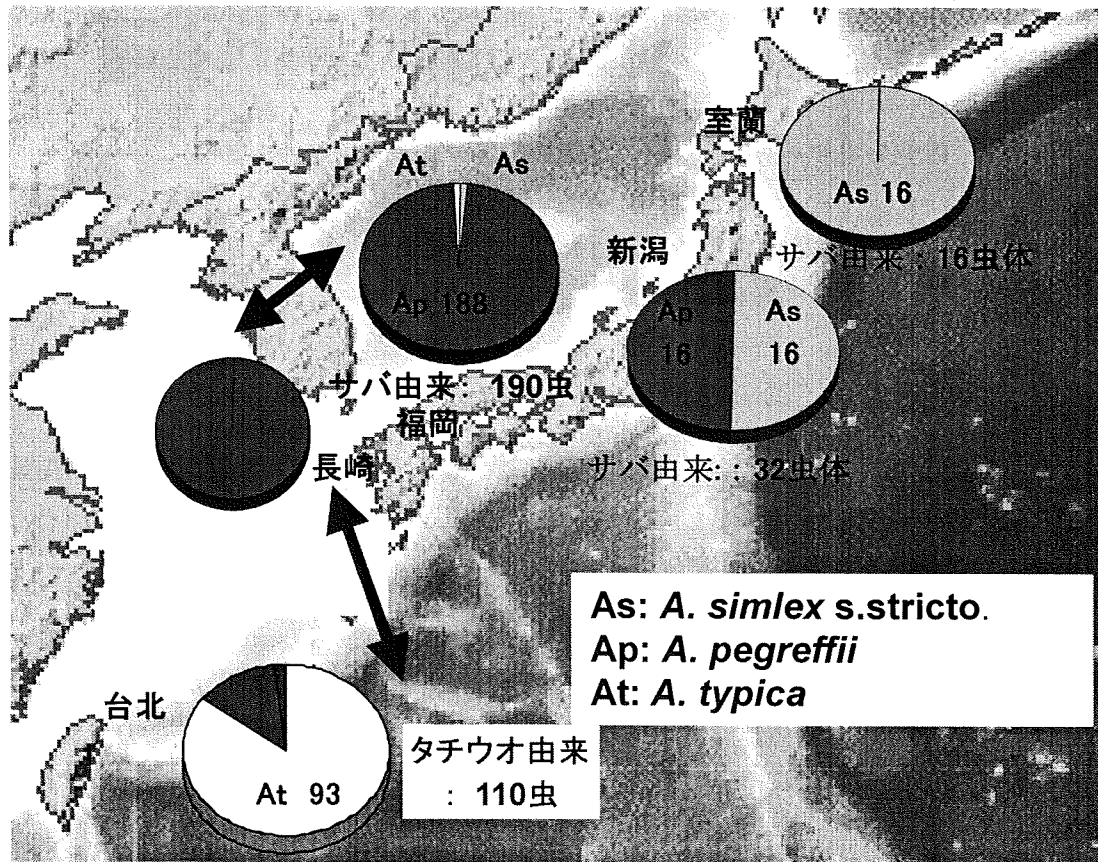 室蘭
As 16
サバ由来：16虫体
At As
Ap 188
サバ由来： 190虫
福岡
新潟
Ap As
16 16
サバ由来:：32虫体
長崎
台北
At 93
タチウオ由来
： 110虫
As: A. simlex s.stricto.
Ap: A. pegreffii
At: A. typica